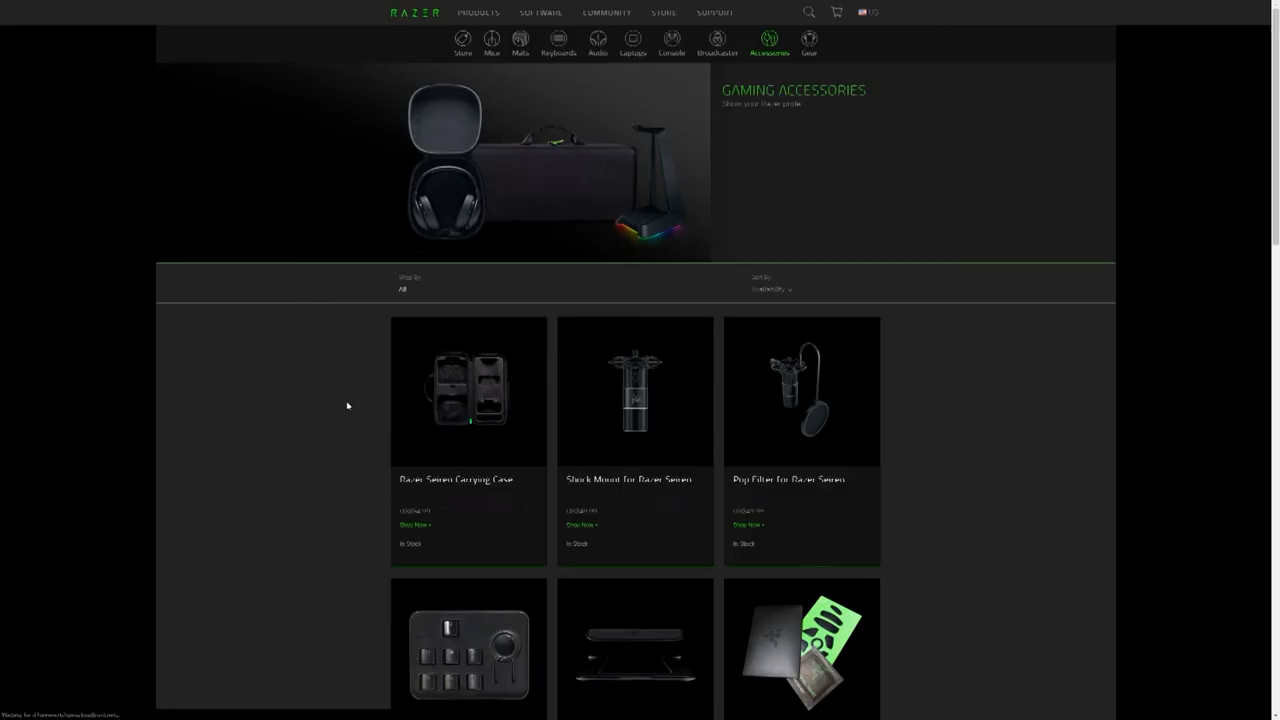 RAZER PRODUCTS SOFTWARE COMMUNITY STORE SUPPORT US
Store Mice Mats Keyboards Audio Laptops Console Broadcaster Accessories Gear
GAMING ACCESSORIES
Show your Razer pride
Shop By
All
Sort By
Availability
Razer Seiren Carrying Case
US$54.99
Shop Now
In Stock
Shock Mount for Razer Seiren
US$49.99
Shop Now
In Stock
Pop Filter for Razer Seiren
US$49.99
Shop Now
In Stock